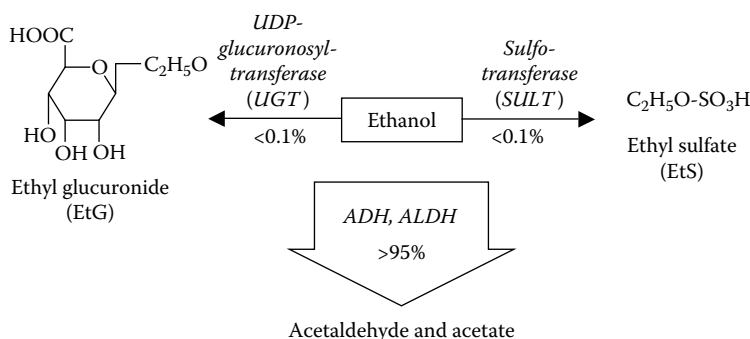 HOOC
O
C2H5O
HO
OH
OH
Ethyl glucuronide
(EtG)
UDP-
glucuronosyl-
transferase
(UGT)
<0.1%
Ethanol
Sulfo-
transferase
(SULT)
<0.1%
C2H5O-SO3H
Ethyl sulfate
(EtS)
ADH, ALDH
>95%
Acetaldehyde and acetate